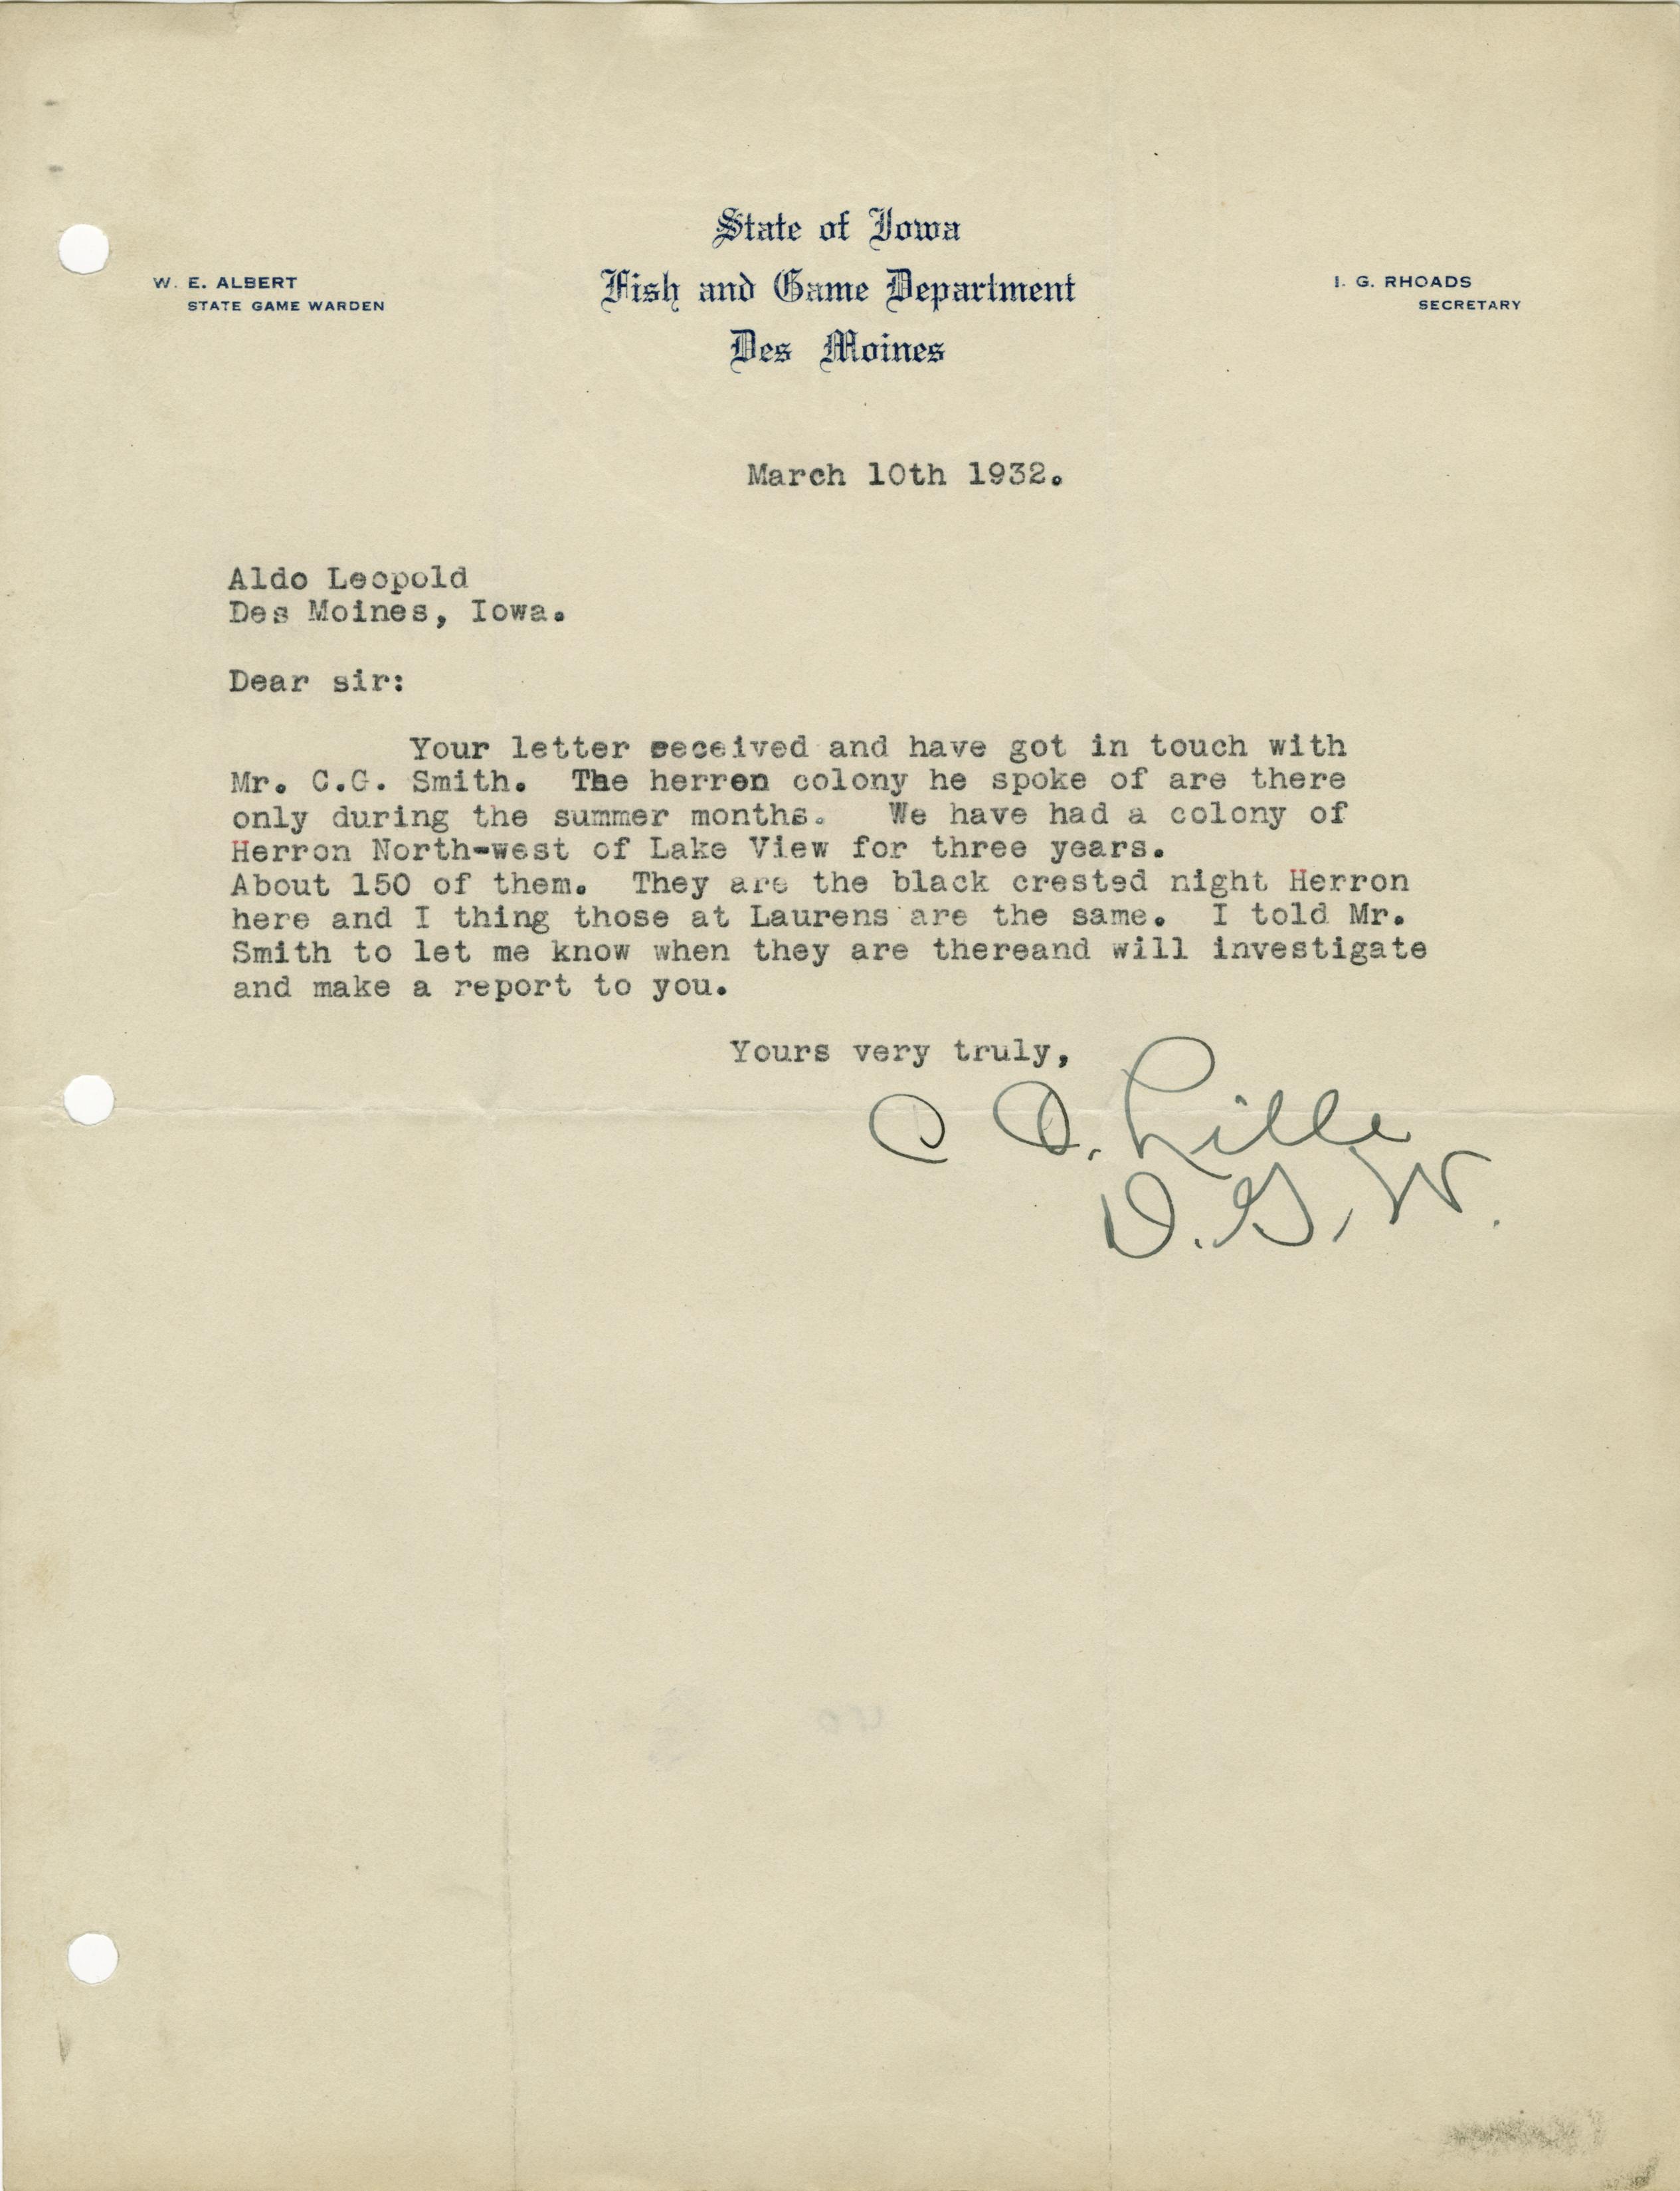 State of Iowa
Fish and Game Department
Des Moines
W. E. ALBERT
STATE GAME WARDEN
I. G. RHOADS
SECRETARY
March 10th 1932.
Aldo Leopold
Des Moines, Iowa.
Dear sir:
Your letter received and have got in touch with
Mr. C.G. Smith. The herren colony he spoke of are there
only during the summer months. We have had a colony of
Herron North-west of Lake View for three years.
About 150 of them. They are the black crested night Herron
here and I thing those at Laurens are the same. I told Mr.
Smith to let me know when they are thereand will investigate
and make a report to you.
Yours very truly,
C D. Lille
D. G. W.